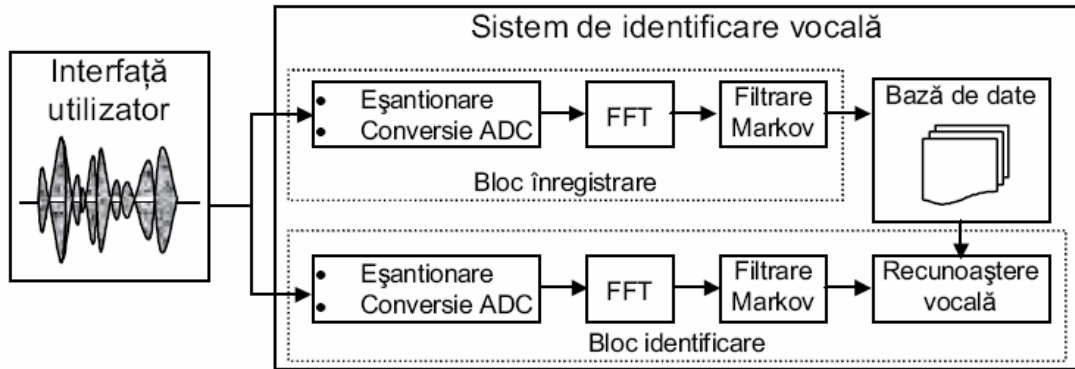 Sistem de identificare vocală
Interfață
utilizator
• Eşantionare
• Conversie ADC
FFT
Filtrare
Markov
Bloc înregistrare
Bază de date
• Eşantionare
• Conversie ADC
FFT
Filtrare
Markov
Recunoaştere
vocală
Bloc identificare